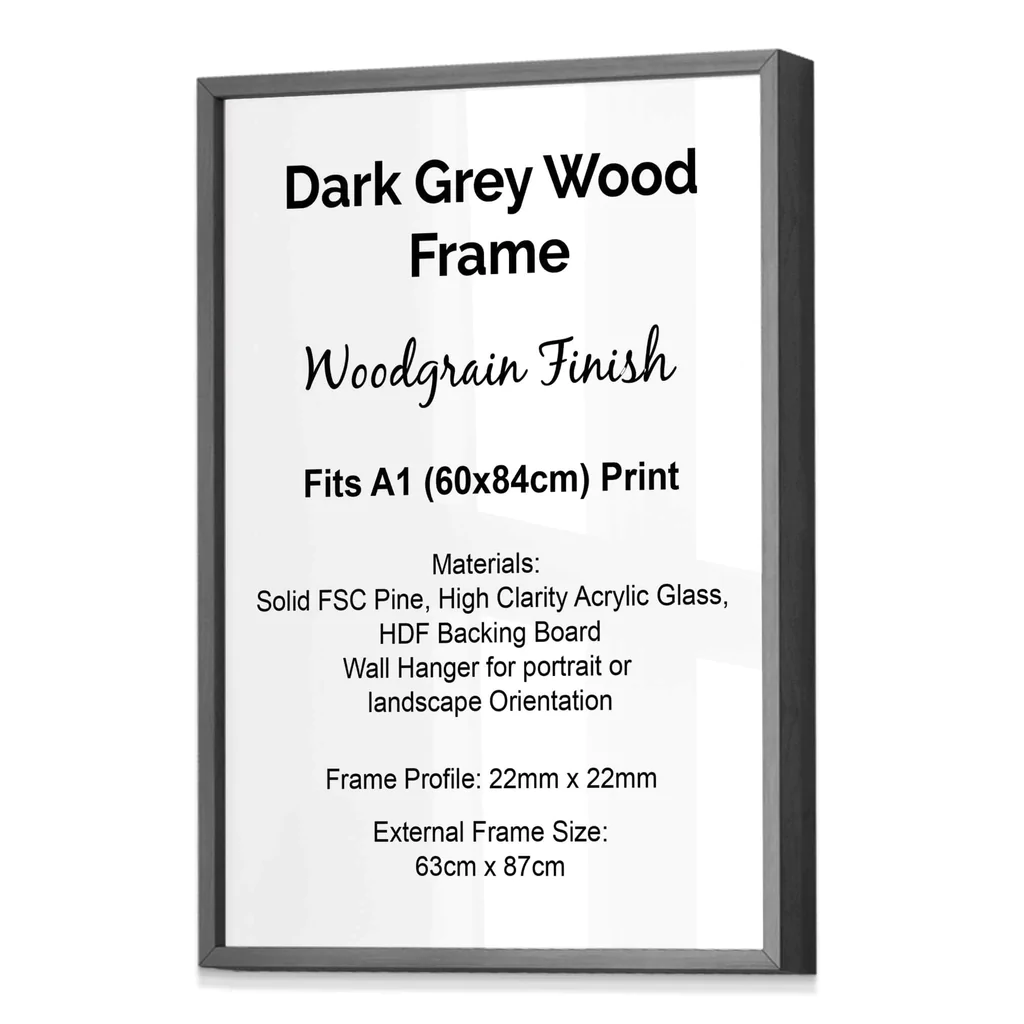 Dark Grey Wood
Frame
Woodgrain Finish
Fits A1 (60x84cm) Print
Materials:
Solid FSC Pine, High Clarity Acrylic Glass,
HDF Backing Board
Wall Hanger for portrait or
landscape Orientation
Frame Profile: 22mm x 22mm
External Frame Size:
63cm x 87cm